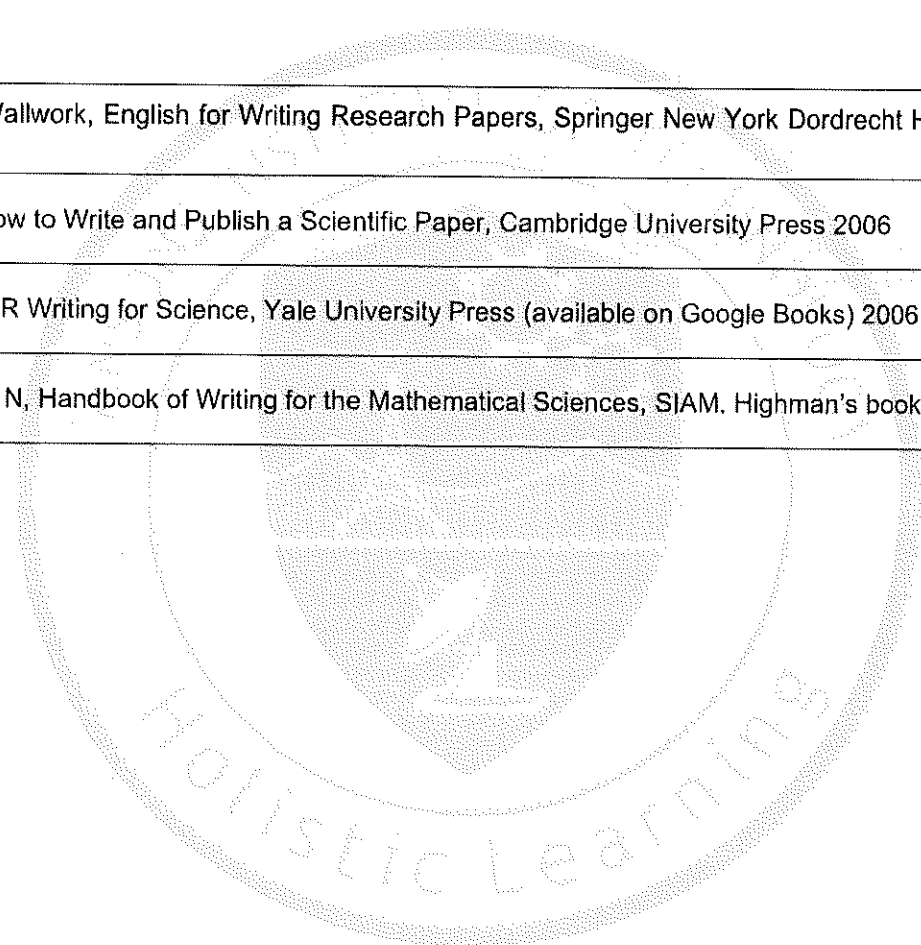 Vallwork, English for Writing Research Papers, Springer New York Dordrecht H
ow to Write and Publish a Scientific Paper, Cambridge University Press 2006
R Writing for Science, Yale University Press (available on Google Books) 2006
N, Handbook of Writing for the Mathematical Sciences, SIAM. Highman's book
Holistic Learning